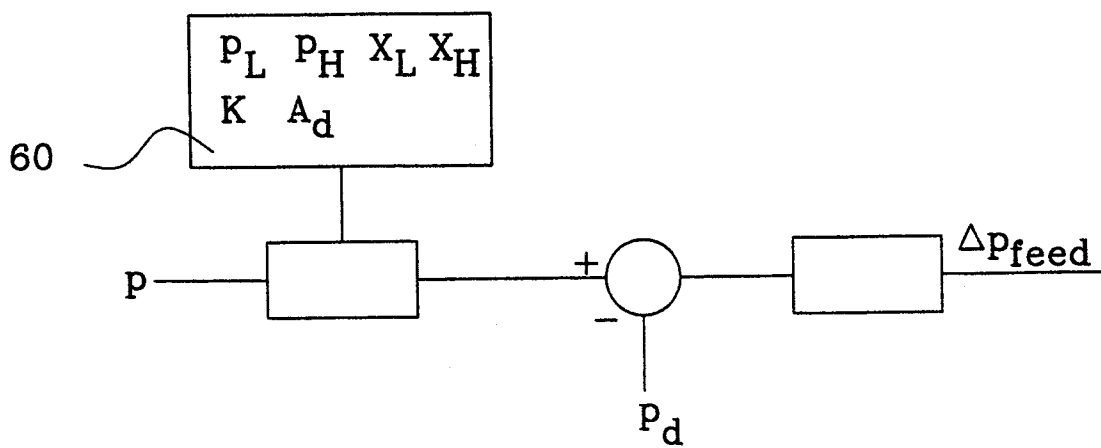 p_L p_H X_L X_H
K A_d
60
Δp_feed
p
+
−
p_d